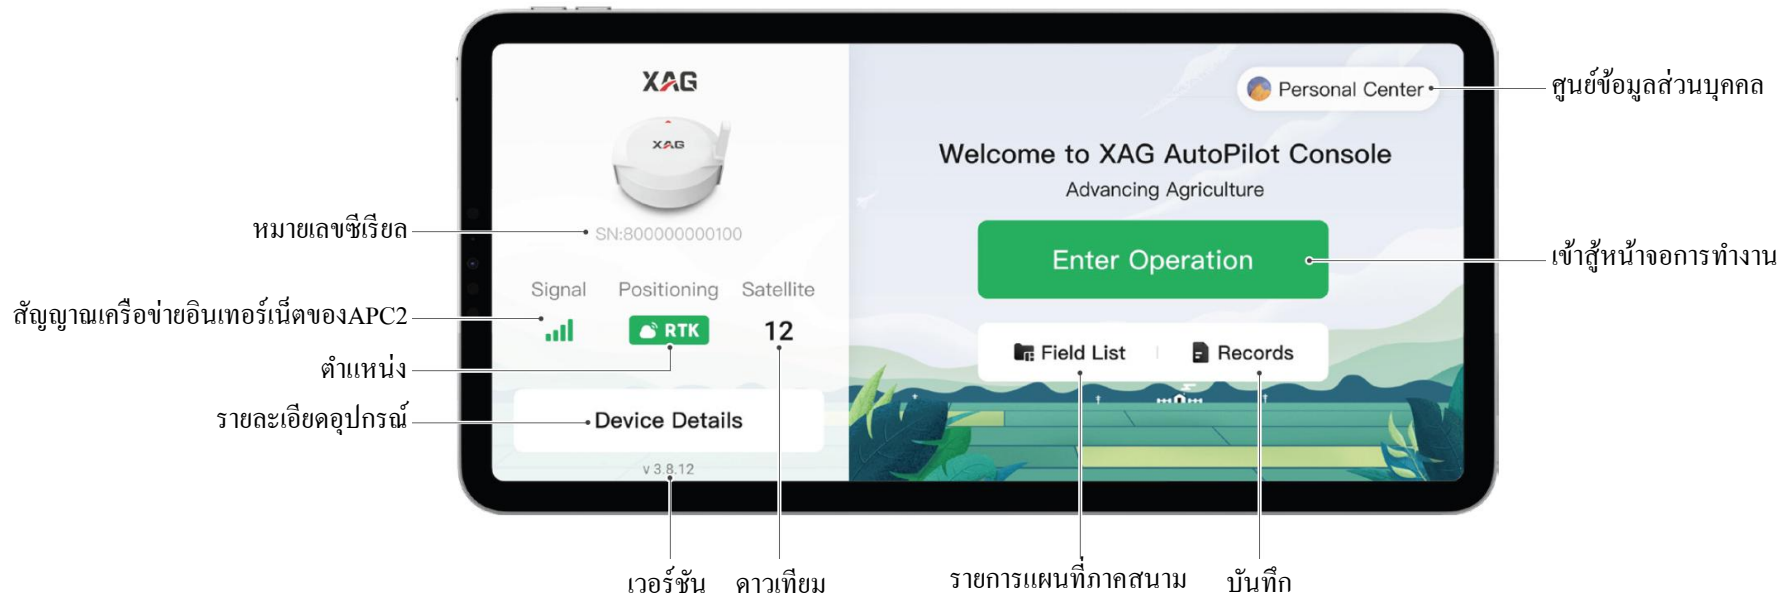 XAG
Personal Center
ศูนย์ข้อมูลส่วนบุคคล
XAG
Welcome to XAG AutoPilot Console
Advancing Agriculture
หมายเลขซีเรียล
SN:800000000100
Enter Operation
เข้าสู้หน้าจอการทำงาน
Signal Positioning Satellite
สัญญาณเครือข่ายอินเทอร์เน็ตของAPC2
RTK 12
Field List
Records
ตำแหน่ง
รายละเอียดอุปกรณ์
Device Details
v 3.8.12
เวอร์ชัน
ดาวเทียม
รายการแผนที่ภาคสนาม
บันทึก